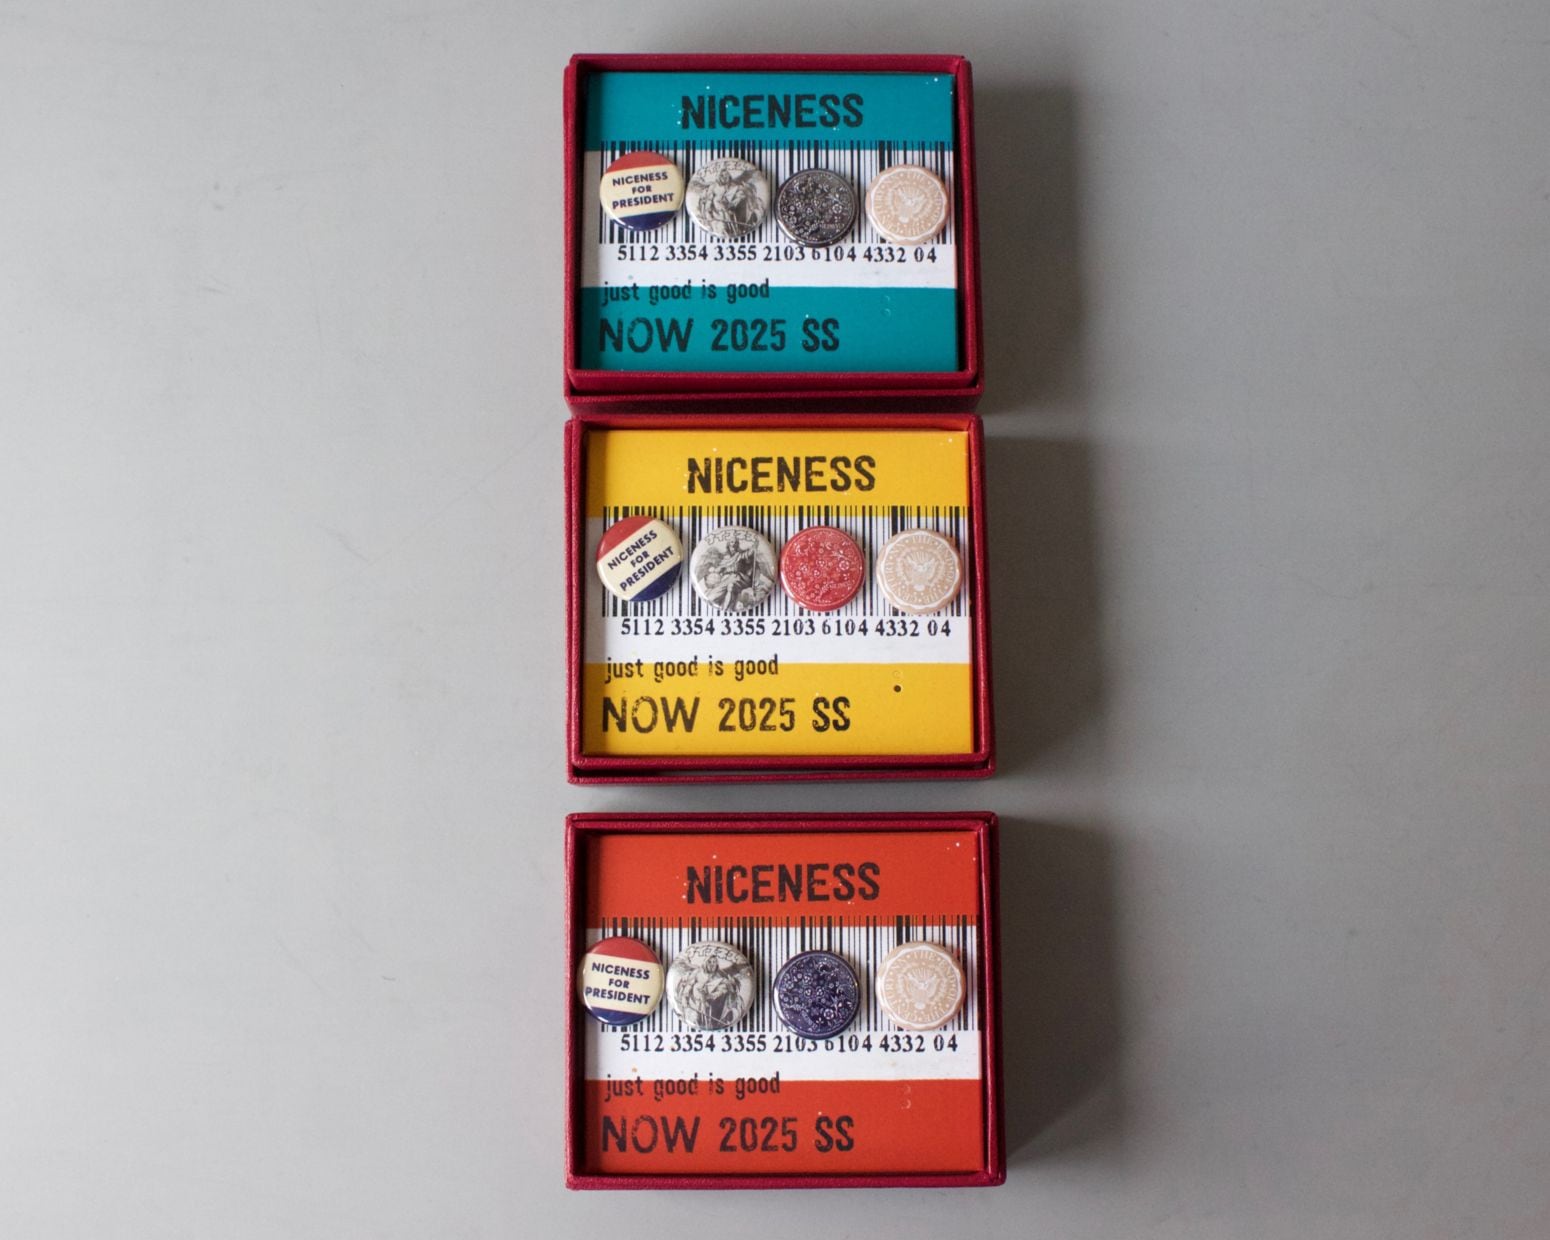 NICENESS
NICENESS
FOR
PRESIDENT
5112 3354 3355 2103 6104 4332 04
just good is good
NOW 2025 SS
NICENESS
NICENESS
FOR
PRESIDENT
5112 3354 3355 2103 6104 4332 04
just good is good
NOW 2025 SS
NICENESS
NICENESS
FOR
PRESIDENT
5112 3354 3355 2103 6104 4332 04
just good is good
NOW 2025 SS